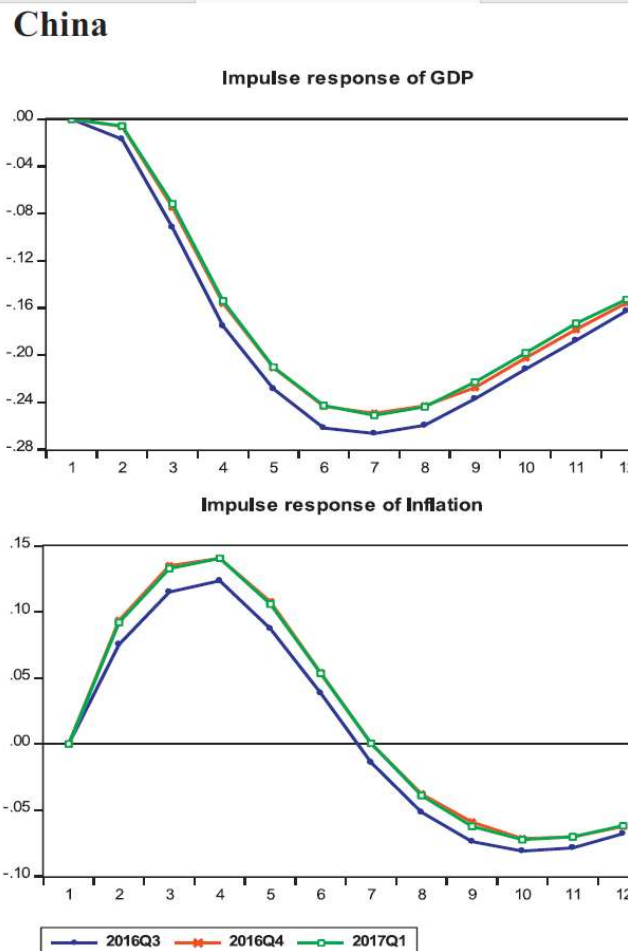 China
Impulse response of GDP
.00
-.04
-.08
-.12
-.16
-.20
-.24
-.28
1 2 3 4 5 6 7 8 9 10 11 12
Impulse response of Inflation
.15
.10
.05
.00
-.05
-.10
1 2 3 4 5 6 7 8 9 10 11 12
2016Q3 2016Q4 2017Q1